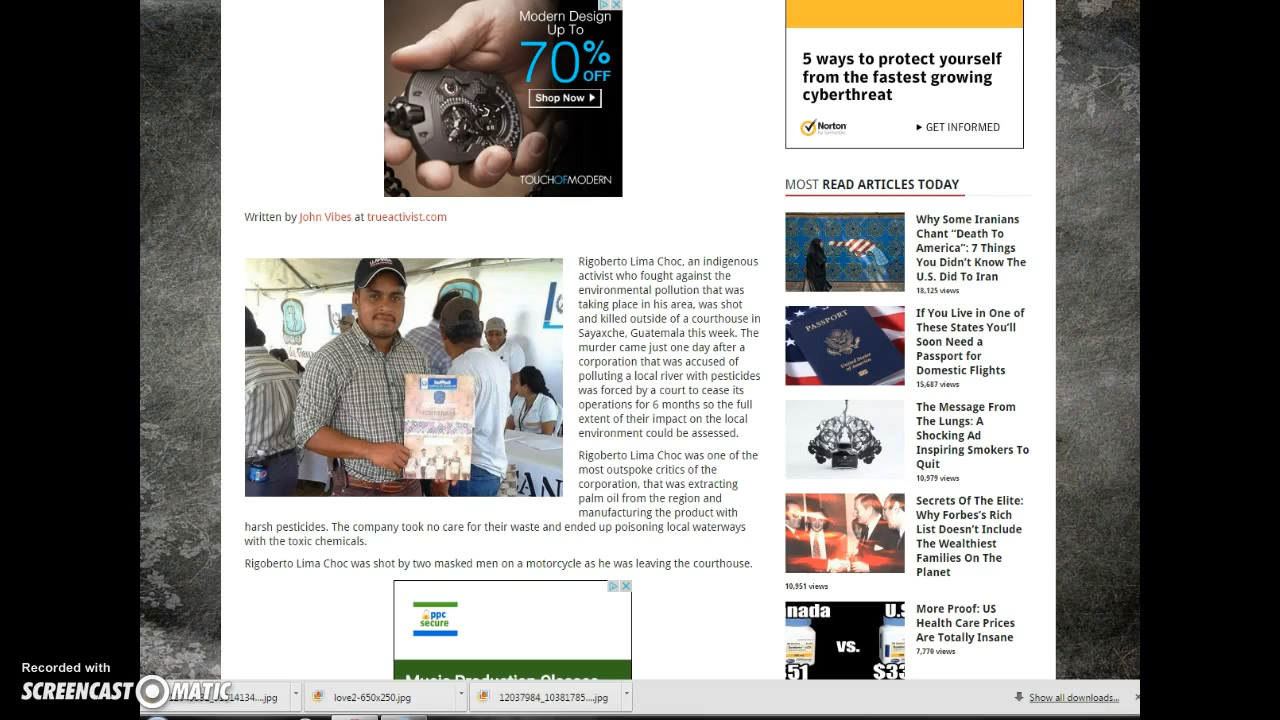 Modern Design
Up To
70%
OFF
Shop Now
TOUCHOFMODERN
5 ways to protect yourself
from the fastest growing
cyberthreat
Norton
GET INFORMED
Written by John Vibes at trueactivist.com
Rigoberto Lima Choc, an indigenous
activist who fought against the
environmental pollution that was
taking place in his area, was shot
and killed outside of a courthouse in
Sayaxche, Guatemala this week. The
murder came just one day after a
corporation that was accused of
polluting a local river with pesticides
was forced by a court to cease its
operations for 6 months so the full
extent of their impact on the local
environment could be assessed.
Rigoberto Lima Choc was one of the
most outspoke critics of the
corporation, that was extracting
palm oil from the region and
manufacturing the product with
harsh pesticides. The company took no care for their waste and ended up poisoning local waterways
with the toxic chemicals.
Rigoberto Lima Choc was shot by two masked men on a motorcycle as he was leaving the courthouse.
ppc
secure
Music Production Classes
MOST READ ARTICLES TODAY
Why Some Iranians
Chant “Death To
America”: 7 Things
You Didn’t Know The
U.S. Did To Iran
18,125 views
PASSPORT
If You Live in One of
These States You’ll
Soon Need a
Passport for
Domestic Flights
15,687 views
The Message From
The Lungs: A
Shocking Ad
Inspiring Smokers To
Quit
10,979 views
Secrets Of The Elite:
Why Forbes’s Rich
List Doesn’t Include
The Wealthiest
Families On The
Planet
10,951 views
nada U.S
vs.
51 $33
More Proof: US
Health Care Prices
Are Totally Insane
7,770 views
Recorded with
SCREENCAST MATIC
14134....jpg
love2-650x250.jpg
12037984_10381785....jpg
Show all downloads...